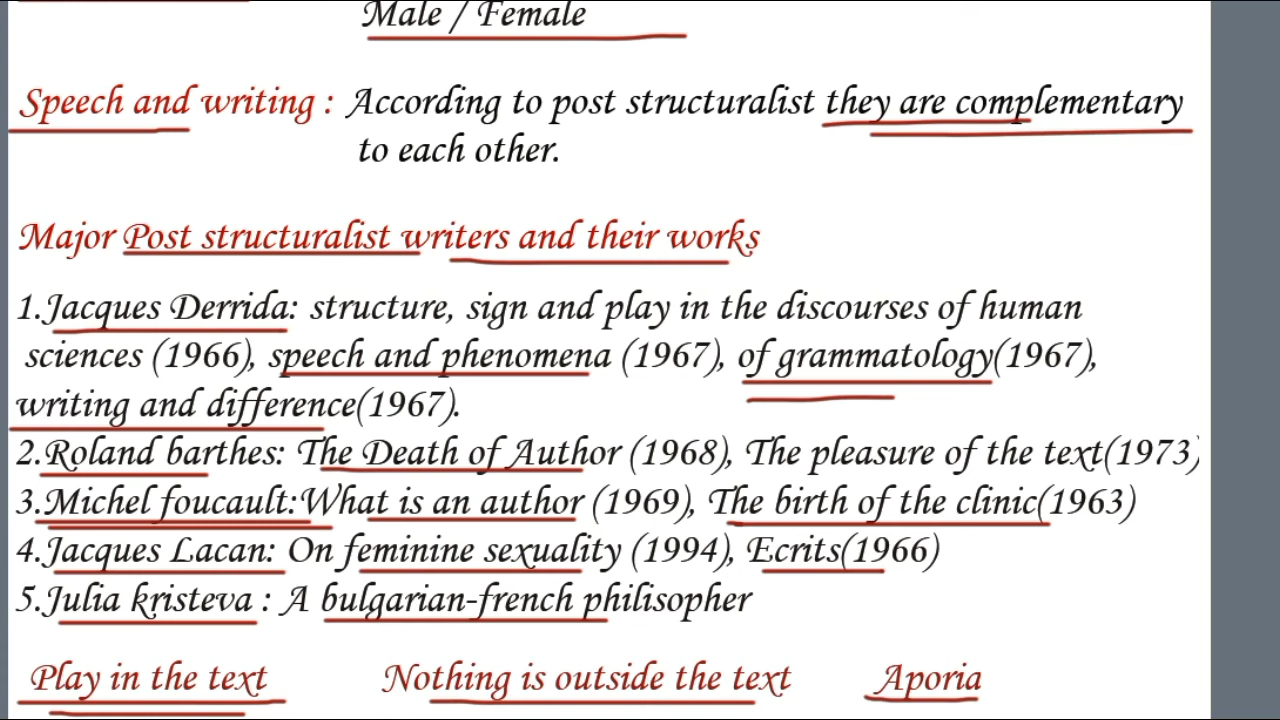 Male / Female
Speech and writing : According to post structuralist they are complementary
to each other.
Major Post structuralist writers and their works
1.Jacques Derrida: structure, sign and play in the discourses of human
sciences (1966), speech and phenomena (1967), of grammatology(1967),
writing and difference(1967).
2.Roland barthes: The Death of Author (1968), The pleasure of the text(1973)
3.Michel foucault:What is an author (1969), The birth of the clinic(1963)
4.Jacques Lacan: On feminine sexuality (1994), Ecrits(1966)
5.Julia kristeva : A bulgarian-french philisopher
Play in the text Nothing is outside the text Aporia